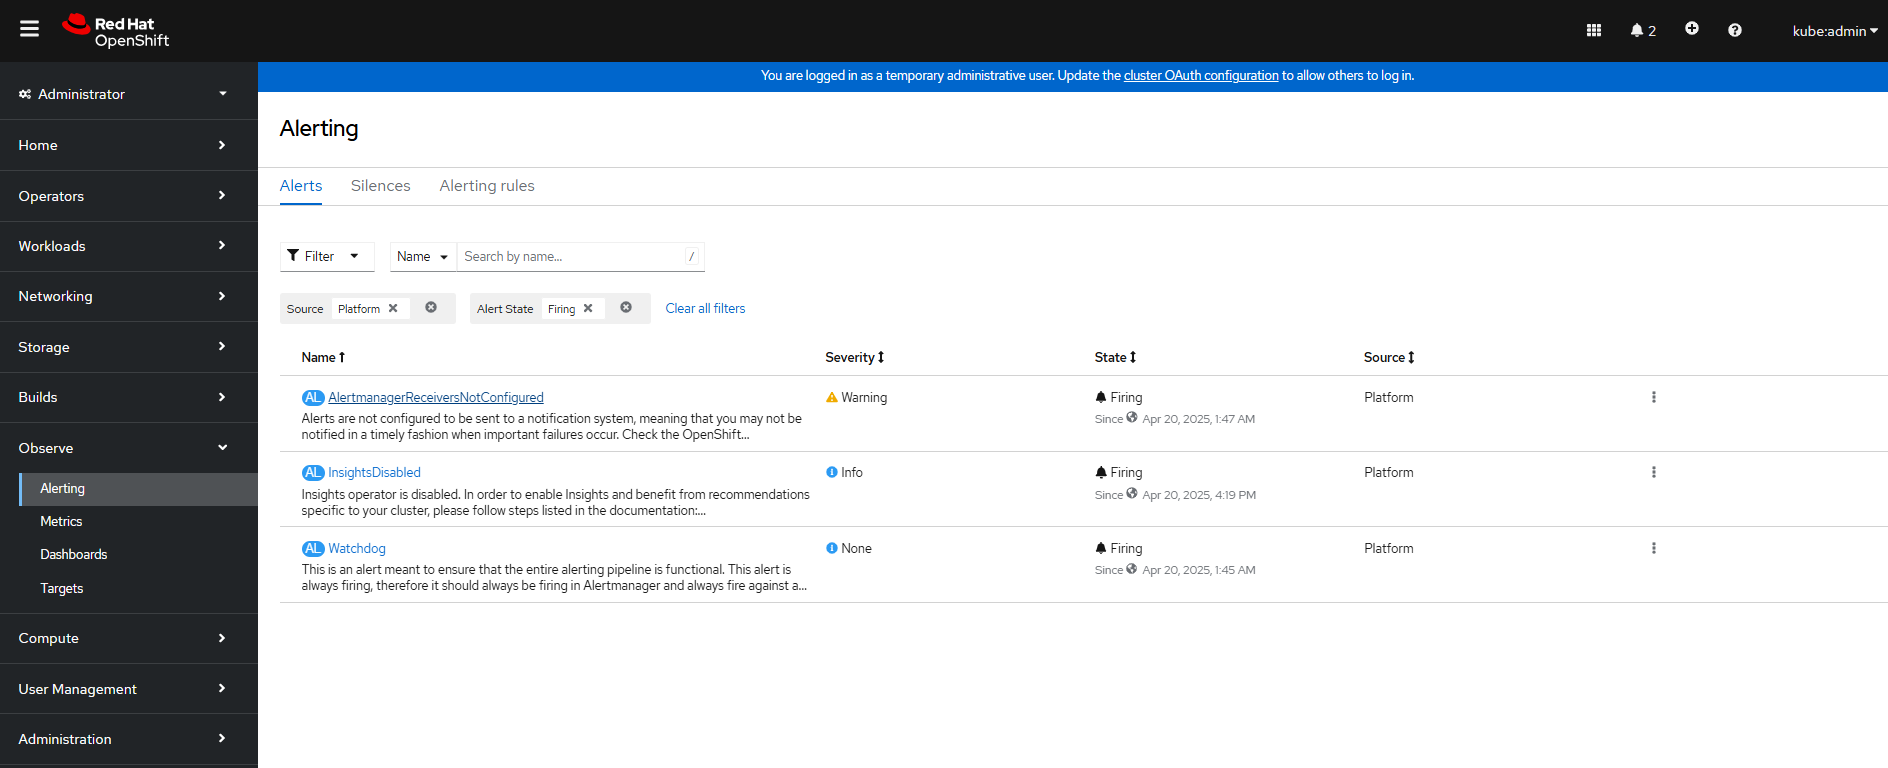 Red Hat
OpenShift
2
kube:admin
You are logged in as a temporary administrative user. Update the cluster OAuth configuration to allow others to log in.
Administrator
Home
Operators
Workloads
Networking
Storage
Builds
Observe
Alerting
Metrics
Dashboards
Targets
Compute
User Management
Administration
Alerting
Alerts Silences Alerting rules
Filter Name Search by name... /
Source Platform Alert State Firing Clear all filters
Name Severity State Source
AL AlertmanagerReceiversNotConfigured Warning Firing Platform
Alerts are not configured to be sent to a notification system, meaning that you may not be Since Apr 20, 2025, 1:47 AM
notified in a timely fashion when important failures occur. Check the OpenShift...
AL InsightsDisabled Info Firing Platform
Insights operator is disabled. In order to enable Insights and benefit from recommendations Since Apr 20, 2025, 4:19 PM
specific to your cluster, please follow steps listed in the documentation:...
AL Watchdog None Firing Platform
This is an alert meant to ensure that the entire alerting pipeline is functional. This alert is Since Apr 20, 2025, 1:45 AM
always firing, therefore it should always be firing in Alertmanager and always fire against a...